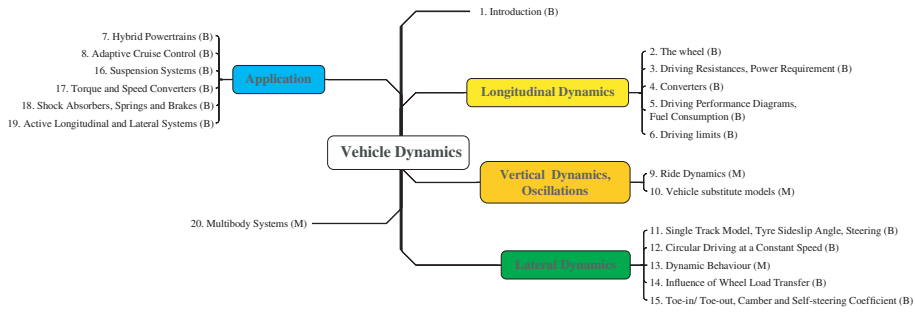 1. Introduction (B)
7. Hybrid Powertrains (B)
8. Adaptive Cruise Control (B)
16. Suspension Systems (B)
17. Torque and Speed Converters (B)
18. Shock Absorbers, Springs and Brakes (B)
19. Active Longitudinal and Lateral Systems (B)
Application
Longitudinal Dynamics
2. The wheel (B)
3. Driving Resistances, Power Requirement (B)
4. Converters (B)
5. Driving Performance Diagrams,
Fuel Consumption (B)
6. Driving limits (B)
Vehicle Dynamics
Vertical Dynamics,
Oscillations
9. Ride Dynamics (M)
10. Vehicle substitute models (M)
20. Multibody Systems (M)
Lateral Dynamics
11. Single Track Model, Tyre Sideslip Angle, Steering (B)
12. Circular Driving at a Constant Speed (B)
13. Dynamic Behaviour (M)
14. Influence of Wheel Load Transfer (B)
15. Toe-in/ Toe-out, Camber and Self-steering Coefficient (B)